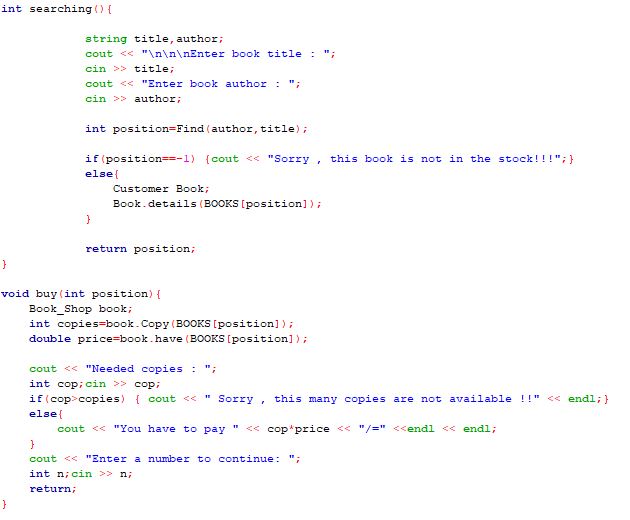 int searching(){
string title,author;
cout << "\n\n\nEnter book title : ";
cin >> title;
cout << "Enter book author : ";
cin >> author;
int position=Find(author,title);
if(position==-1) {cout << "Sorry , this book is not in the stock!!!";}
else{
Customer Book;
Book.details(BOOKS[position]);
}
return position;
}
void buy(int position){
Book_Shop book;
int copies=book.Copy(BOOKS[position]);
double price=book.have(BOOKS[position]);
cout << "Needed copies : ";
int cop;cin >> cop;
if(cop>copies) { cout << " Sorry , this many copies are not available !!" << endl;}
else{
cout << "You have to pay " << cop*price << "/=" <<endl << endl;
}
cout << "Enter a number to continue: ";
int n;cin >> n;
return;
}